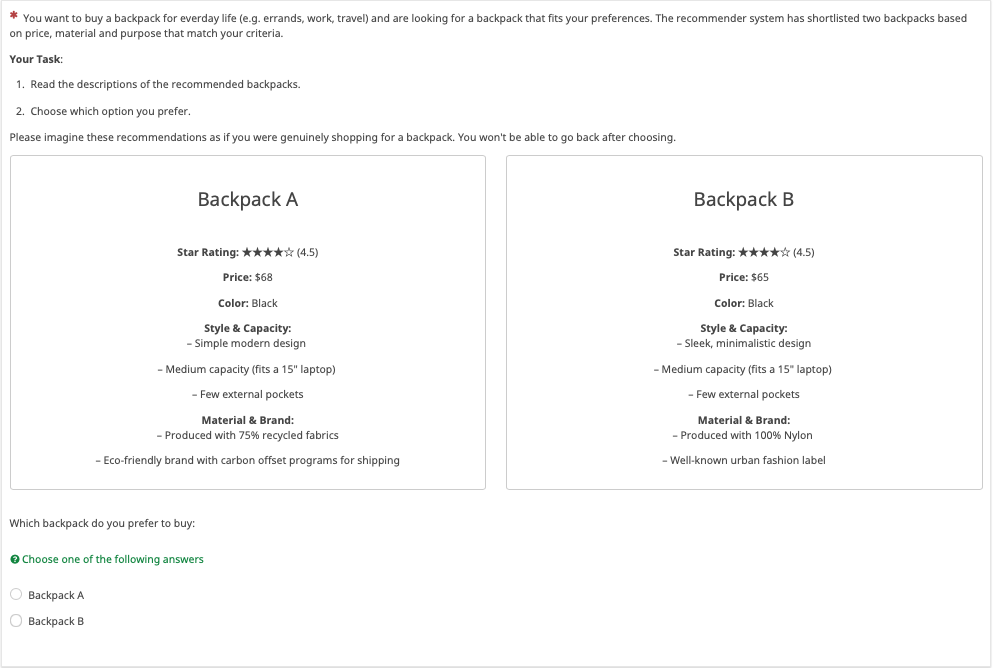 * You want to buy a backpack for everday life (e.g. errands, work, travel) and are looking for a backpack that fits your preferences. The recommender system has shortlisted two backpacks based
on price, material and purpose that match your criteria.
Your Task:
1. Read the descriptions of the recommended backpacks.
2. Choose which option you prefer.
Please imagine these recommendations as if you were genuinely shopping for a backpack. You won't be able to go back after choosing.
Backpack A
Star Rating: ★★★★☆ (4.5)
Price: $68
Color: Black
Style & Capacity:
– Simple modern design
– Medium capacity (fits a 15" laptop)
– Few external pockets
Material & Brand:
– Produced with 75% recycled fabrics
– Eco-friendly brand with carbon offset programs for shipping
Backpack B
Star Rating: ★★★★☆ (4.5)
Price: $65
Color: Black
Style & Capacity:
– Sleek, minimalistic design
– Medium capacity (fits a 15" laptop)
– Few external pockets
Material & Brand:
– Produced with 100% Nylon
– Well-known urban fashion label
Which backpack do you prefer to buy:
? Choose one of the following answers
Backpack A
Backpack B